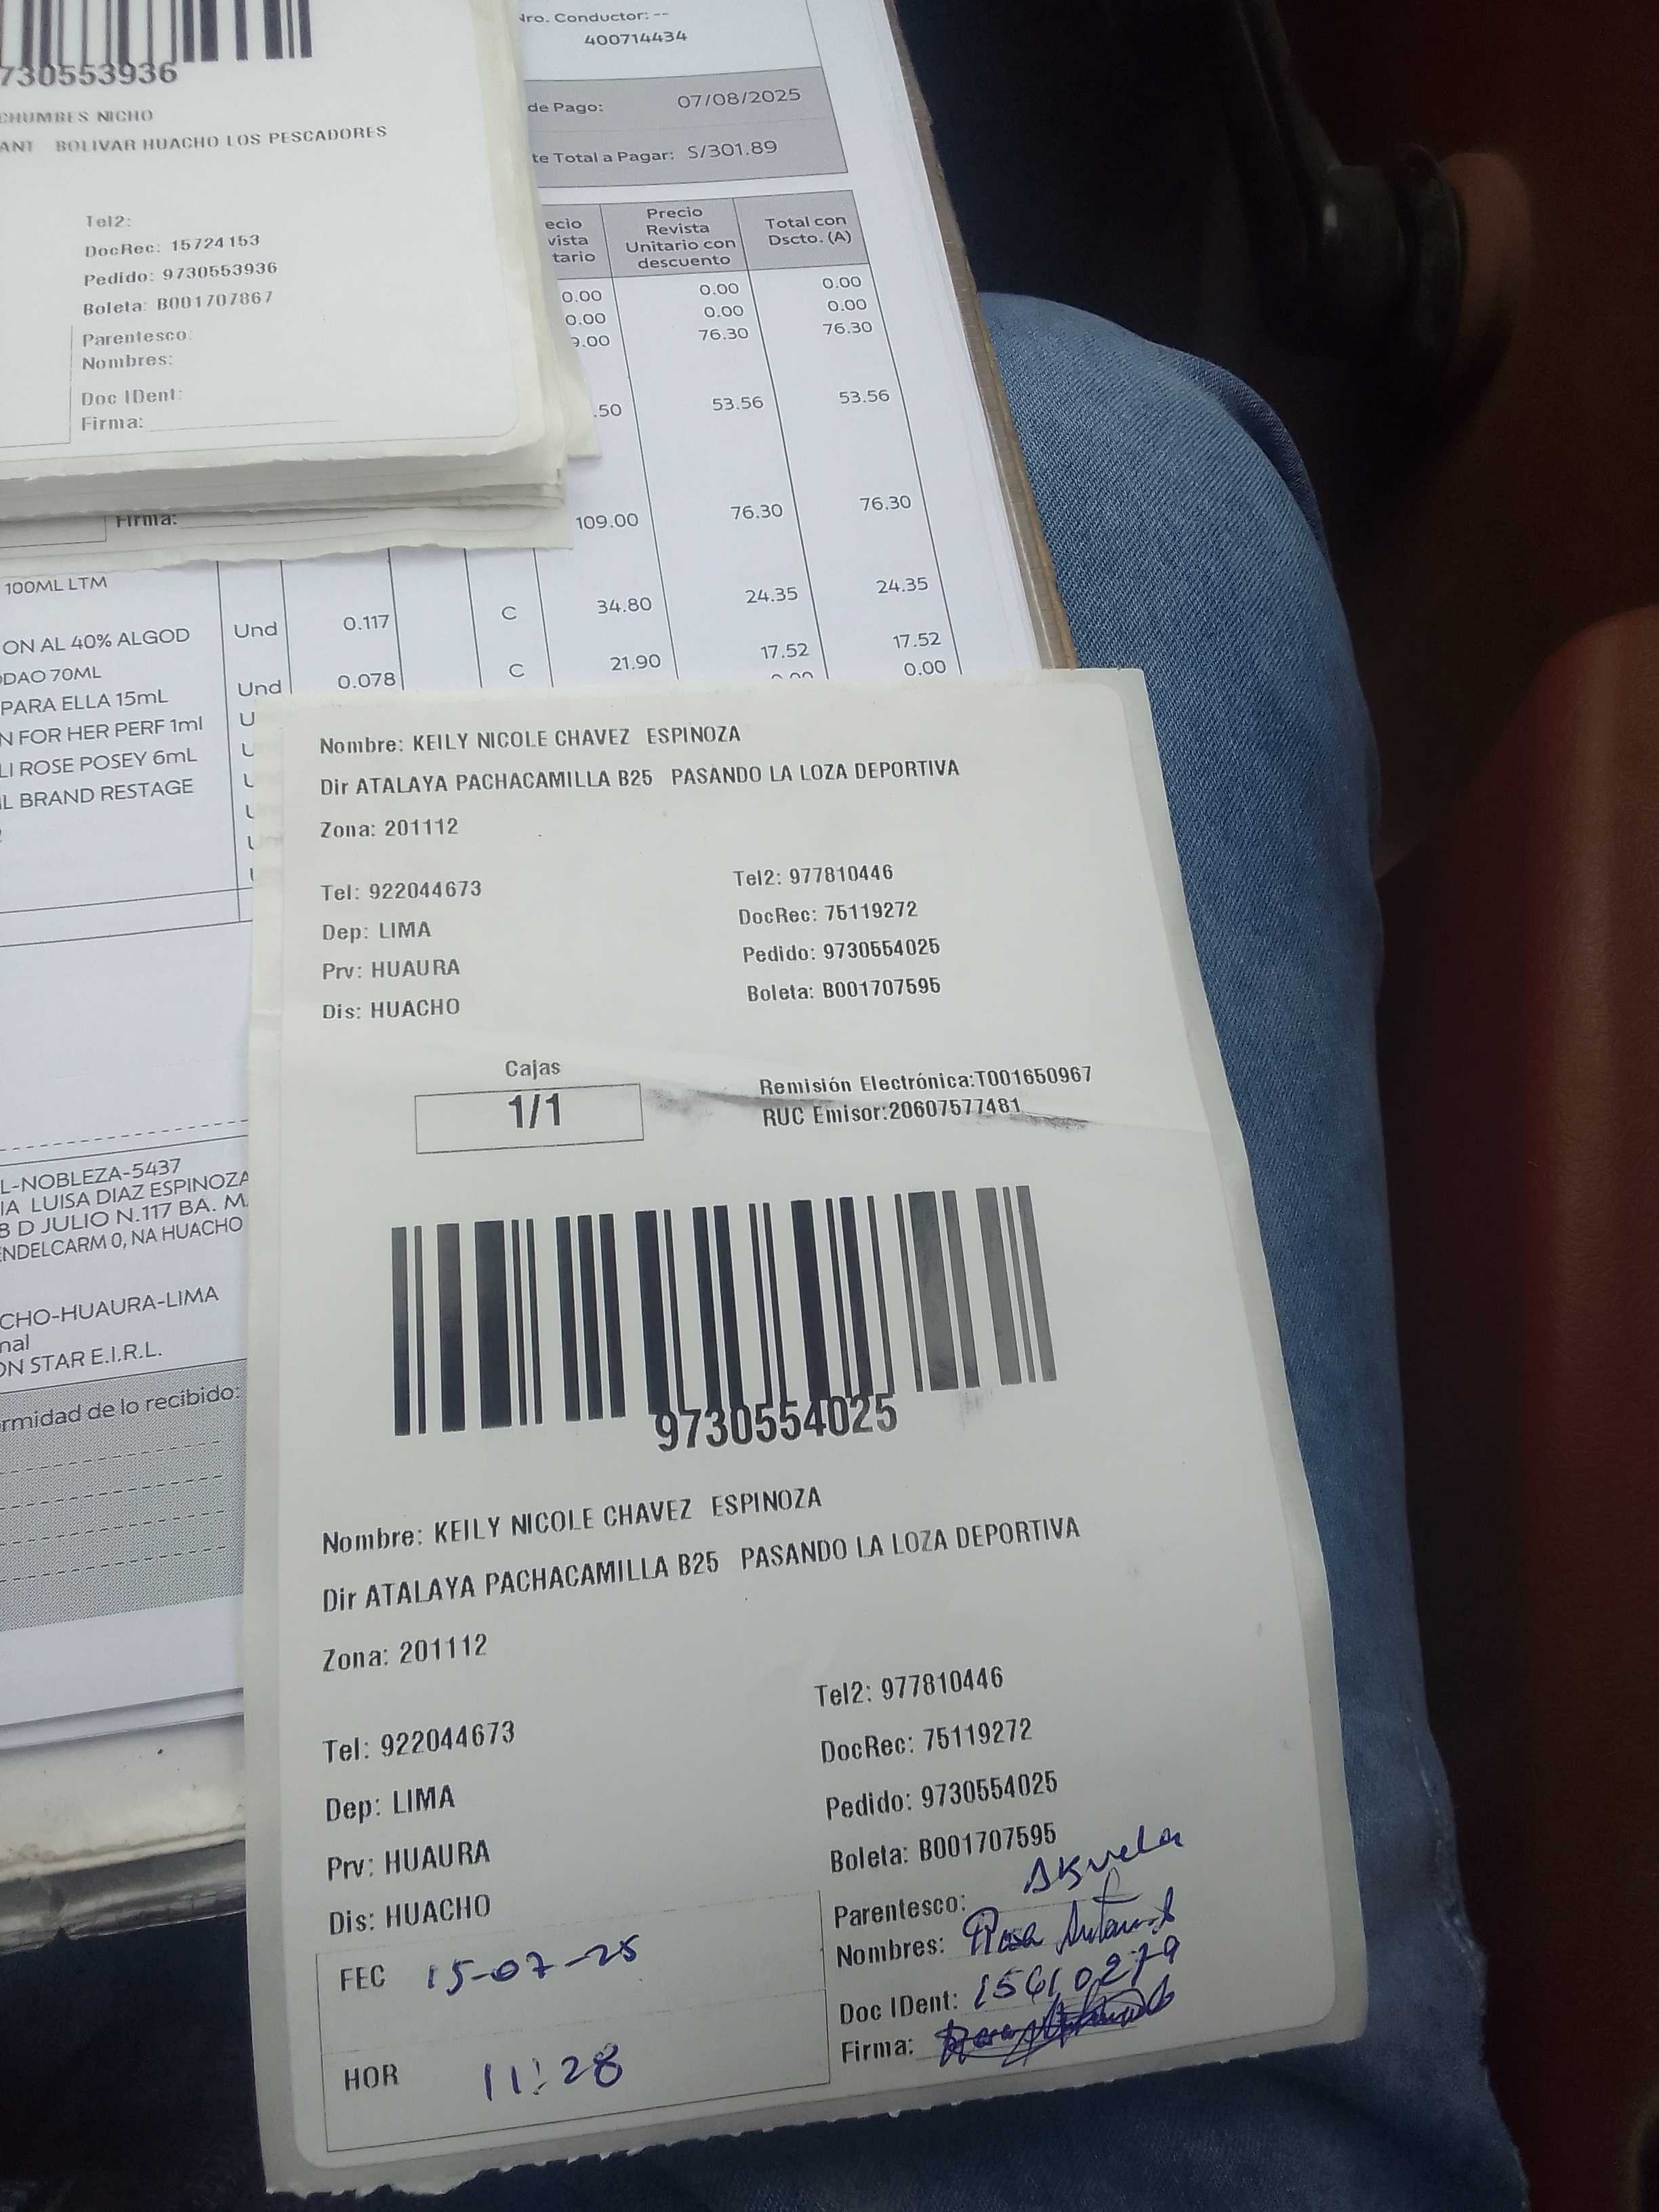 Nro. Conductor: --
400714434
de Pago: 07/08/2025
te Total a Pagar: S/301.89
730553936
CHUMBES NICHO
ANT BOLIVAR HUACHO LOS PESCADORES
Tel2:
DocRec: 15724153
Pedido: 9730553936
Boleta: B001707867
Parentesco:
Nombres:
Doc IDent:
Firma:
Firma:
ecio
vista
tario
Precio
Revista
Unitario con
descuento
Total con
Dscto. (A)
0.00 0.00 0.00
0.00 0.00 0.00
9.00 76.30 76.30
.50 53.56 53.56
109.00 76.30 76.30
100ML LTM
34.80 24.35 24.35
ON AL 40% ALGOD Und 0.117 C
21.90 17.52 17.52
DAO 70ML Und 0.078 C
0.00
PARA ELLA 15mL
N FOR HER PERF 1ml
LI ROSE POSEY 6mL
L BRAND RESTAGE
L-NOBLEZA-5437
IA LUISA DIAZ ESPINOZA
B D JULIO N.117 BA. M.
ENDELCARM 0, NA HUACHO
CHO-HUAURA-LIMA
nal
ON STAR E.I.R.L.
rmidad de lo recibido:
Nombre: KEILY NICOLE CHAVEZ ESPINOZA
Dir ATALAYA PACHACAMILLA B25 PASANDO LA LOZA DEPORTIVA
Zona: 201112
Tel: 922044673 Tel2: 977810446
Dep: LIMA DocRec: 75119272
Prv: HUAURA Pedido: 9730554025
Dis: HUACHO Boleta: B001707595
Cajas
1/1
Remisión Electrónica:T001650967
RUC Emisor:20607577481
9730554025
Nombre: KEILY NICOLE CHAVEZ ESPINOZA
Dir ATALAYA PACHACAMILLA B25 PASANDO LA LOZA DEPORTIVA
Zona: 201112
Tel: 922044673 Tel2: 977810446
Dep: LIMA DocRec: 75119272
Prv: HUAURA Pedido: 9730554025
Dis: HUACHO Boleta: B001707595
FEC 15-07-25
HOR 11:28
Parentesco: Abuela
Nombres: Rosa
Doc IDent: 15610279
Firma: